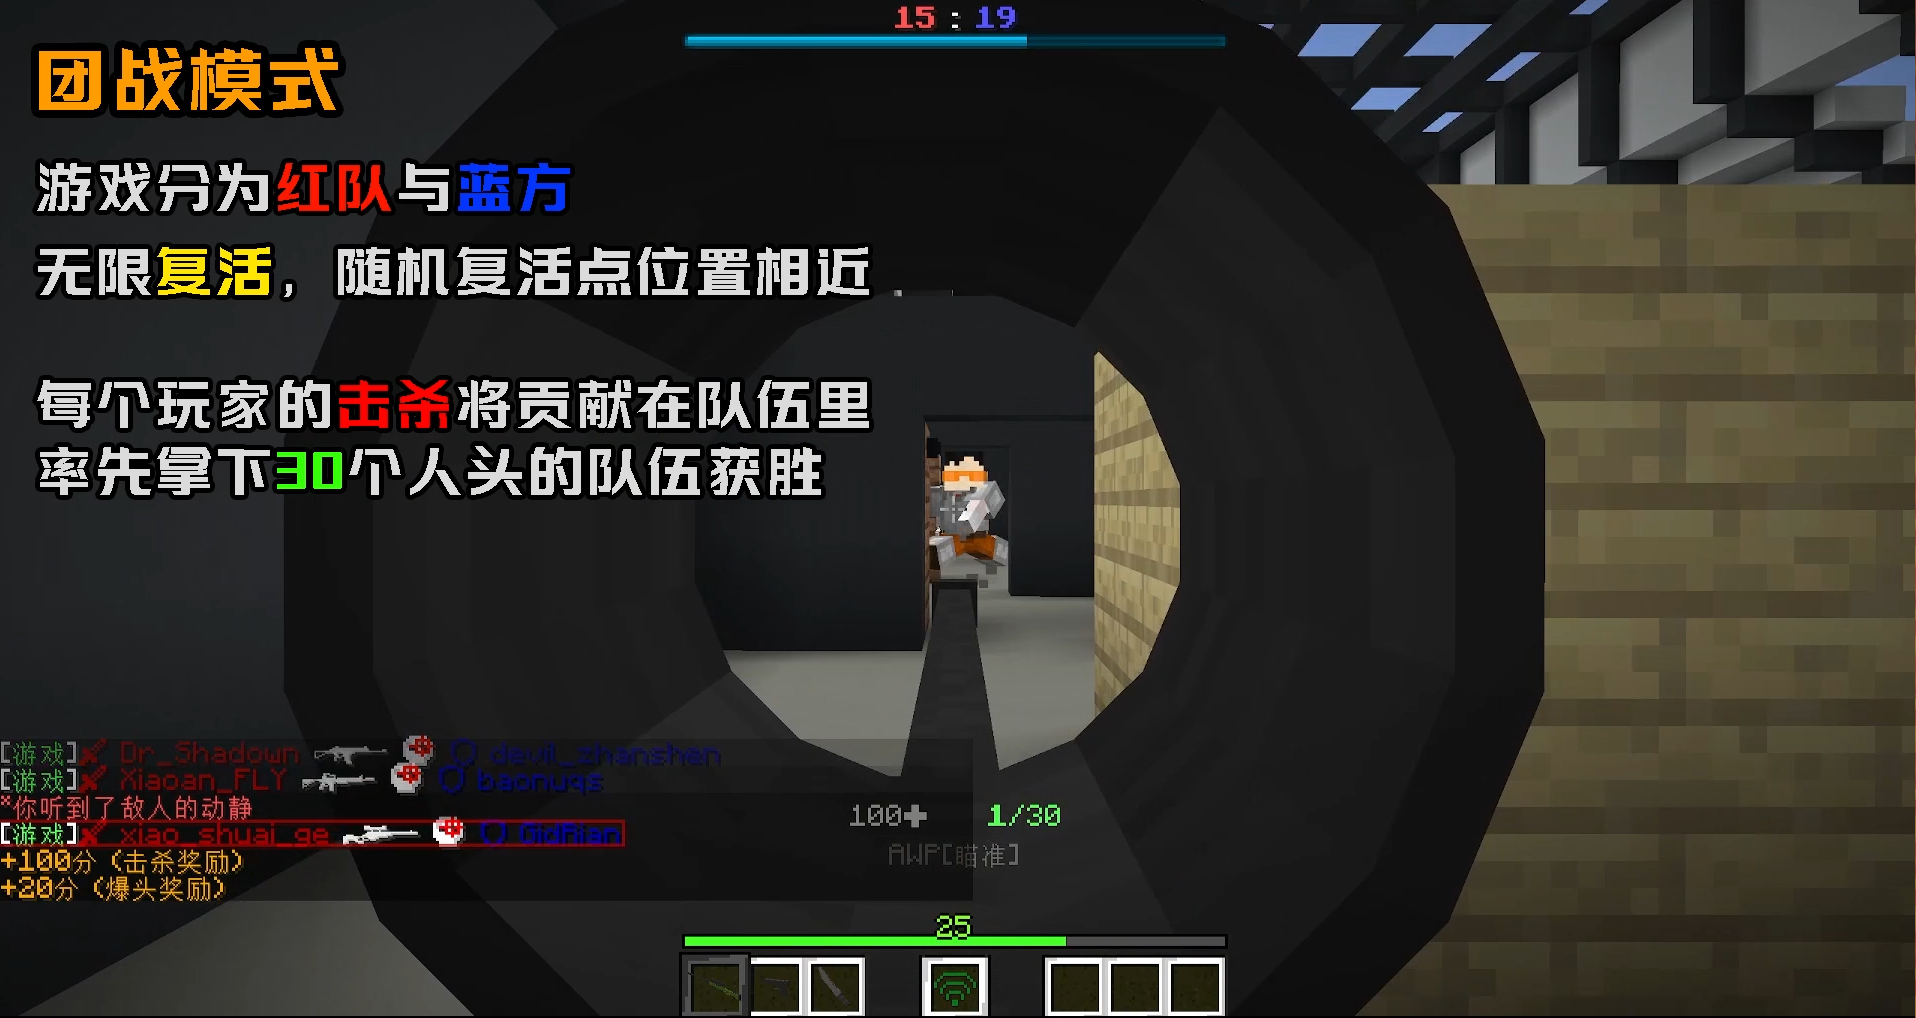 15 : 19
团战模式
游戏分为红队与蓝方
无限复活，随机复活点位置相近
每个玩家的击杀将贡献在队伍里
率先拿下30个人头的队伍获胜
[游戏] Dr_Shadown devil_zhanshen
[游戏] Xiaoan_FLY baonuqs
*你听到了敌人的动静
[游戏] xiao_shuai_ge GidRian
+100分（击杀奖励）
+20分（爆头奖励）
100+ 1/30
AWP[瞄准]
25